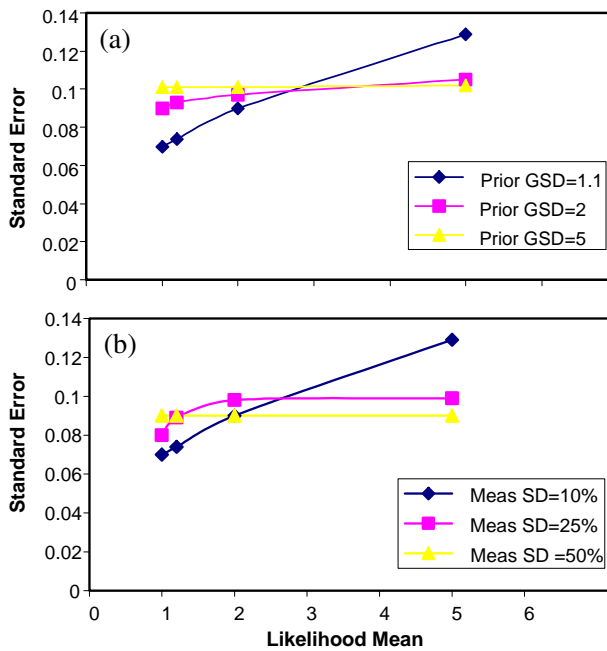 0.14
(a)
0.12
0.1
0.08
0.06
0.04
0.02
0
Standard Error
Prior GSD=1.1
Prior GSD=2
Prior GSD=5
0.14
(b)
0.12
0.1
0.08
0.06
0.04
0.02
0
Standard Error
Meas SD=10%
Meas SD=25%
Meas SD =50%
0 1 2 3 4 5 6
Likelihood Mean